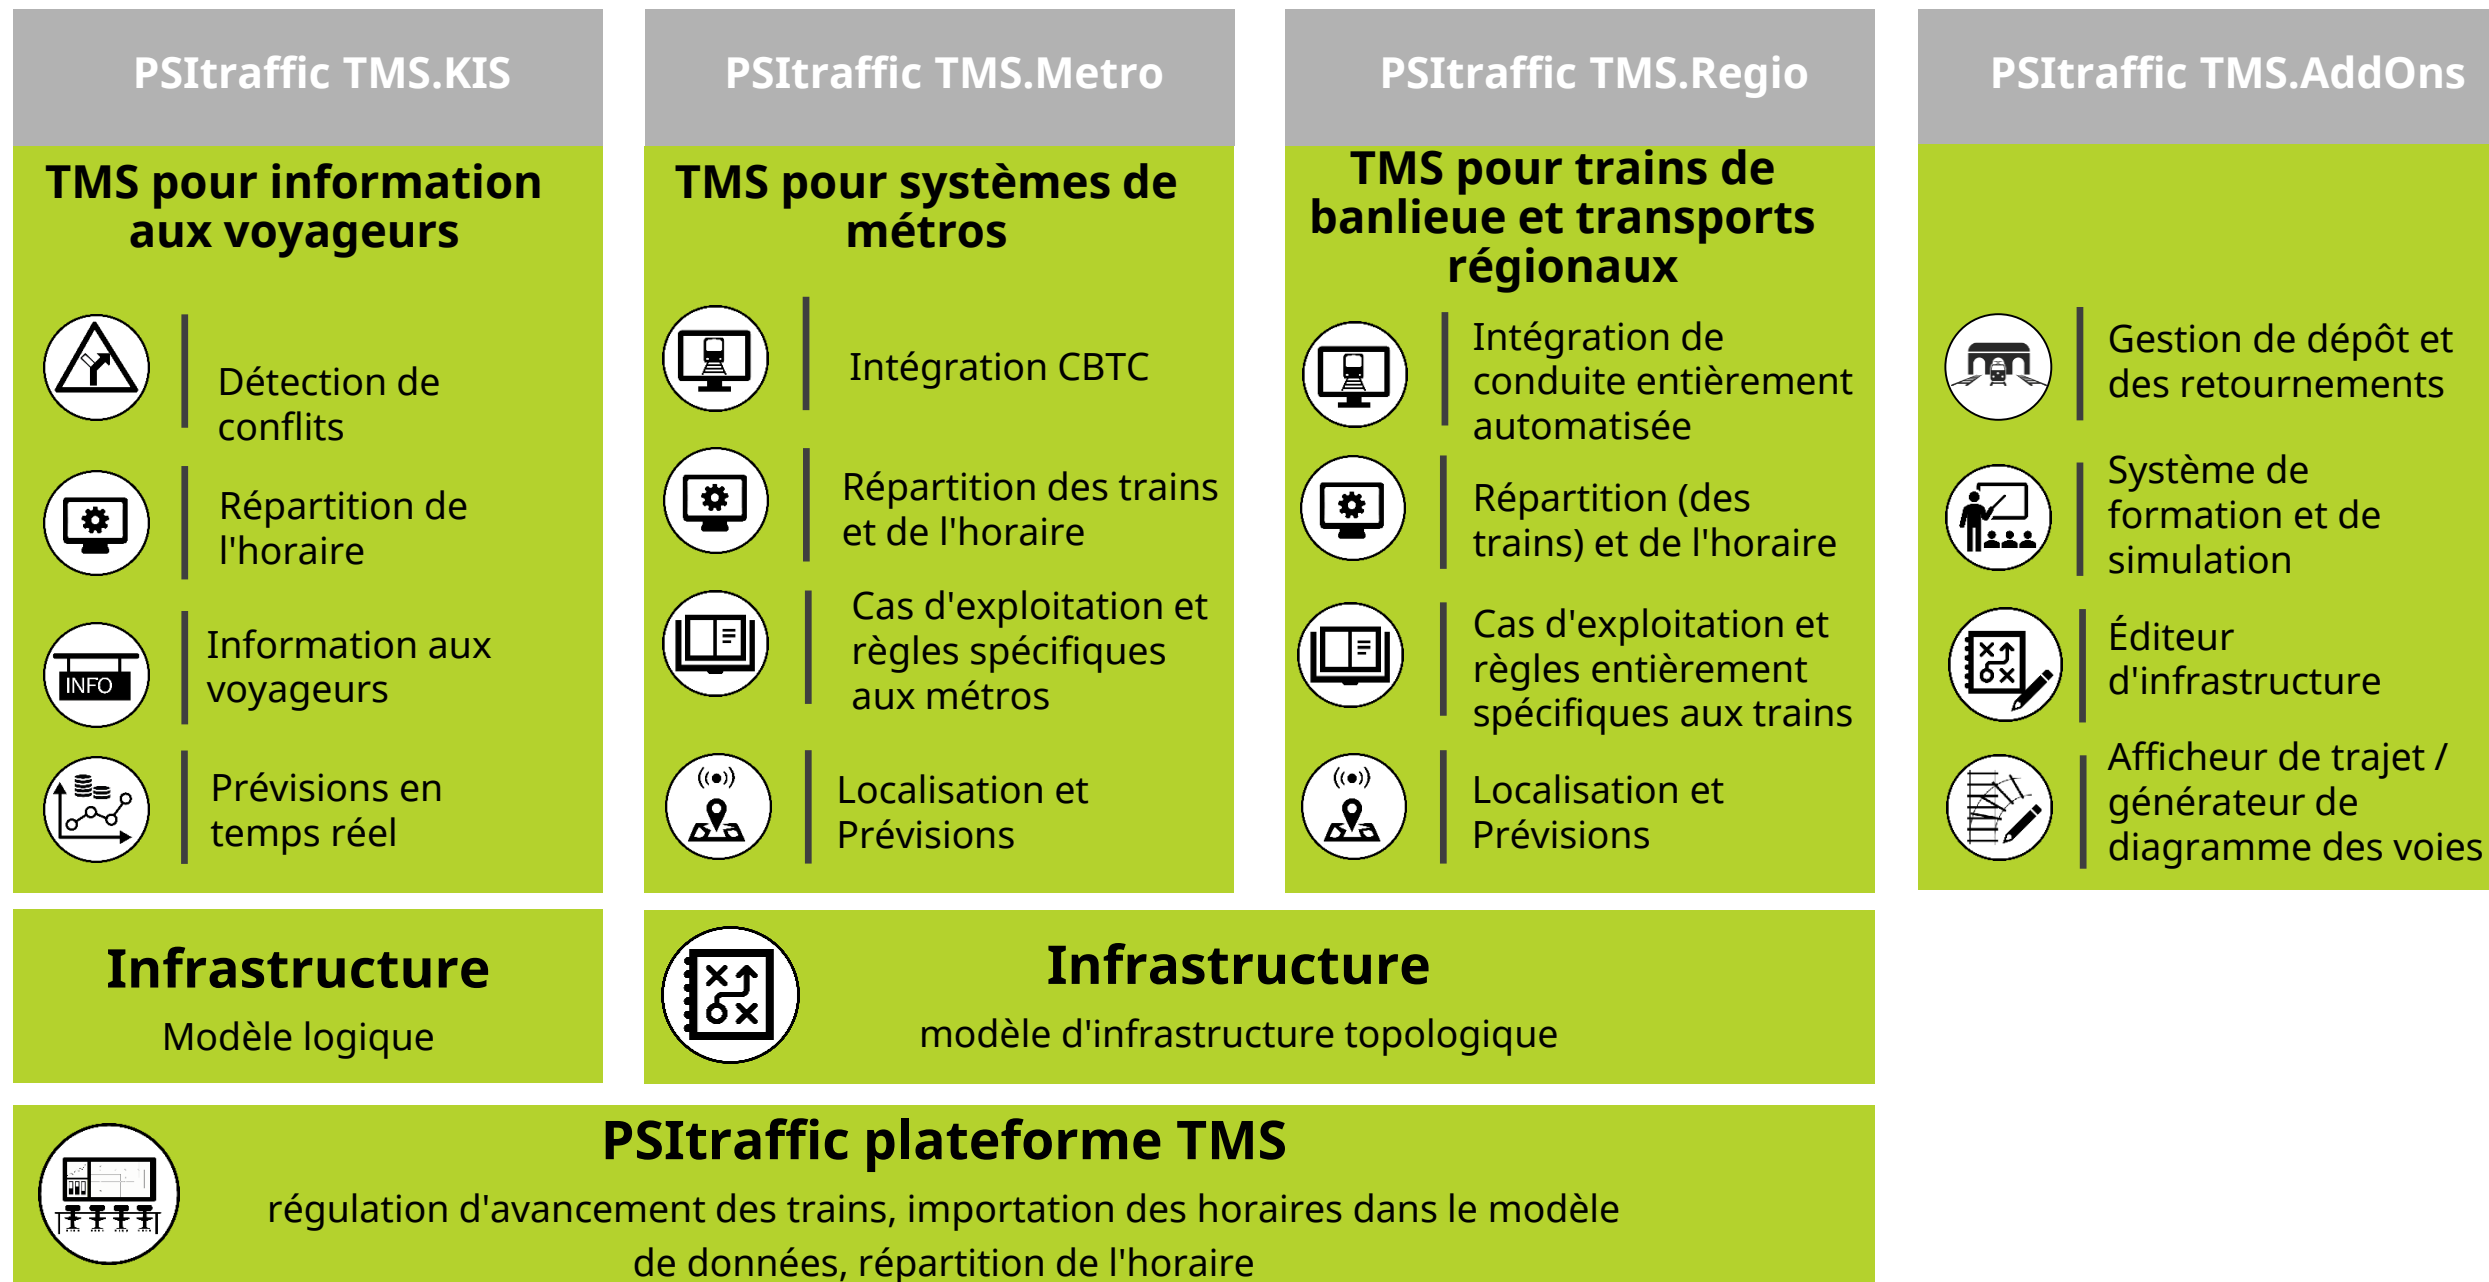 PSItraffic TMS.KIS
TMS pour information
aux voyageurs
Détection de
conflits
Répartition de
l'horaire
INFO
Information aux
voyageurs
Prévisions en
temps réel
PSItraffic TMS.Metro
TMS pour systèmes de
métros
Intégration CBTC
Répartition des trains
et de l'horaire
Cas d'exploitation et
règles spécifiques
aux métros
Localisation et
Prévisions
PSItraffic TMS.Regio
TMS pour trains de
banlieue et transports
régionaux
Intégration de
conduite entièrement
automatisée
Répartition (des
trains) et de l'horaire
Cas d'exploitation et
règles entièrement
spécifiques aux trains
Localisation et
Prévisions
PSItraffic TMS.AddOns
Gestion de dépôt et
des retournements
Système de
formation et de
simulation
Éditeur
d'infrastructure
Afficheur de trajet /
générateur de
diagramme des voies
Infrastructure
Modèle logique
Infrastructure
modèle d'infrastructure topologique
PSItraffic plateforme TMS
régulation d'avancement des trains, importation des horaires dans le modèle
de données, répartition de l'horaire